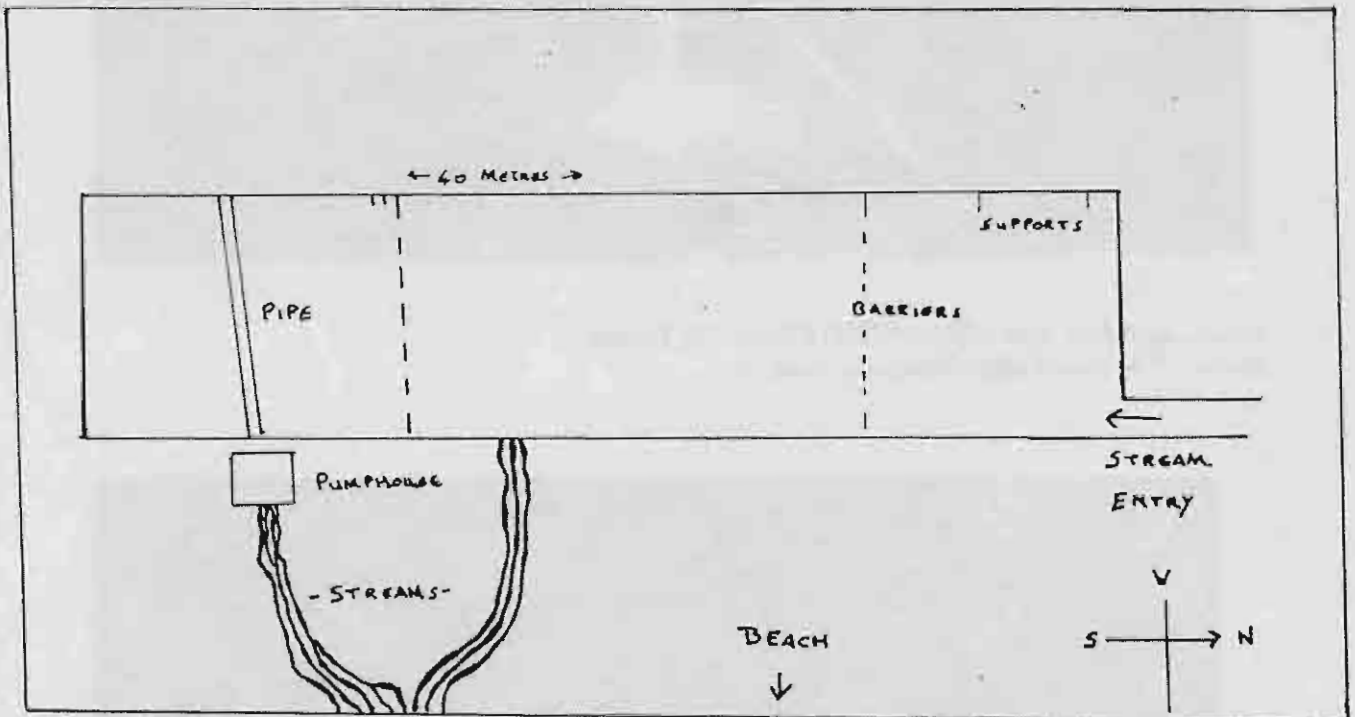 ← 40 METRES →
SUPPORTS
PIPE
BARRIERS
PUMPHOUSE
STREAM
ENTRY
- STREAMS -
BEACH
V
S
N